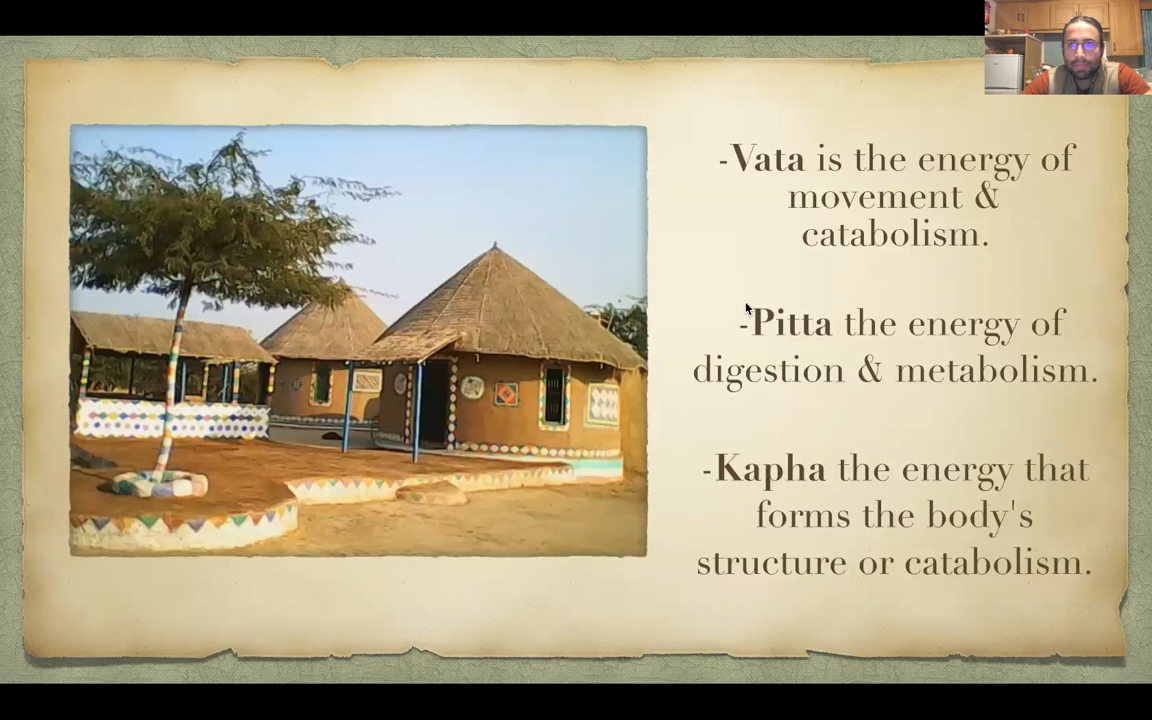 -Vata is the energy of
movement &
catabolism.
-Pitta the energy of
digestion & metabolism.
-Kapha the energy that
forms the body's
structure or catabolism.